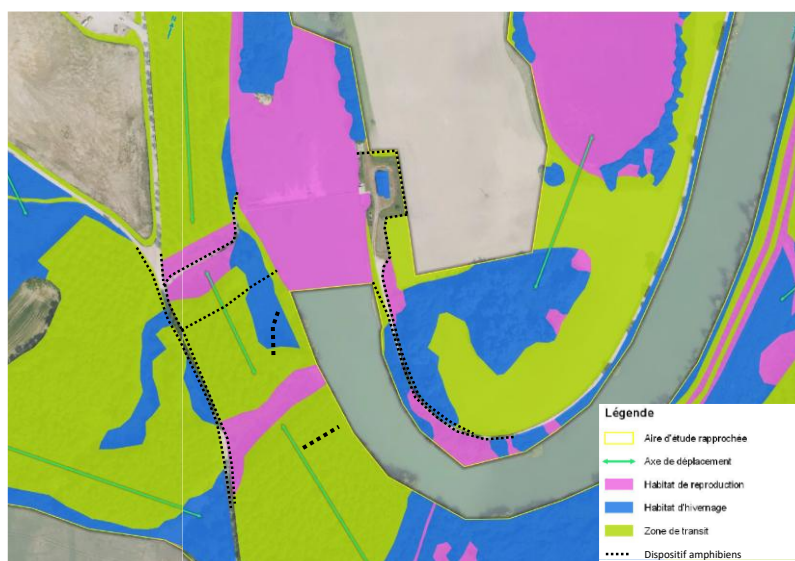 Légende
Aire d'étude rapprochée
Axe de déplacement
Habitat de reproduction
Habitat d'hivernage
Zone de transit
Dispositif amphibiens